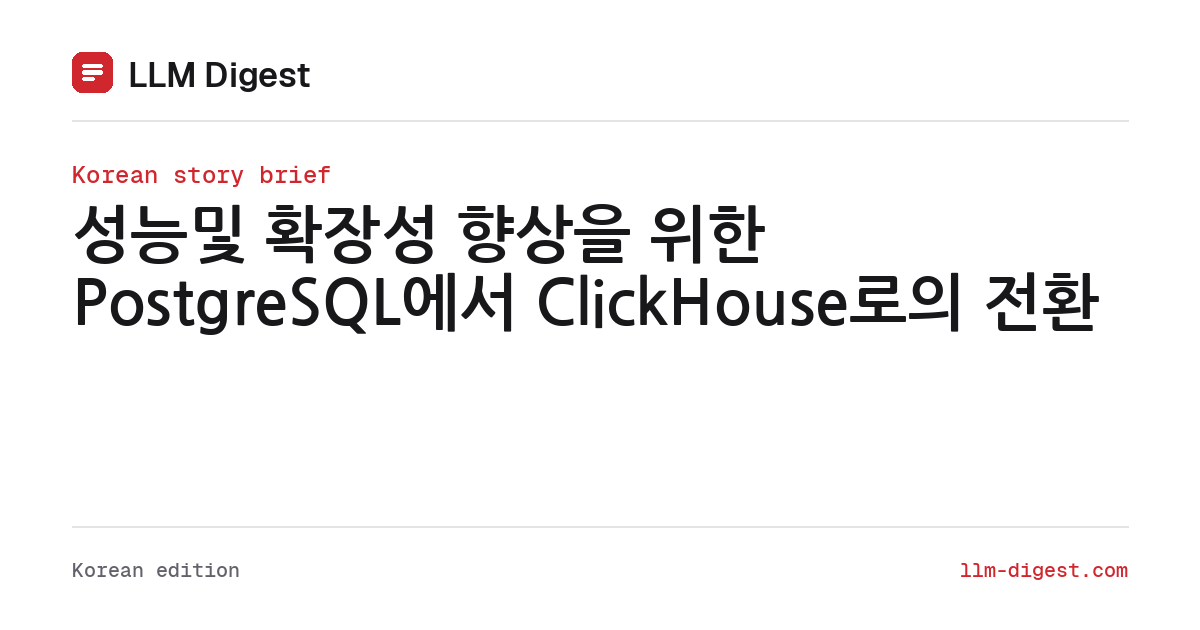 LLM Digest
Korean story brief
성능및 확장성 향상을 위한
PostgreSQL에서 ClickHouse로의 전환
Korean edition
llm-digest.com